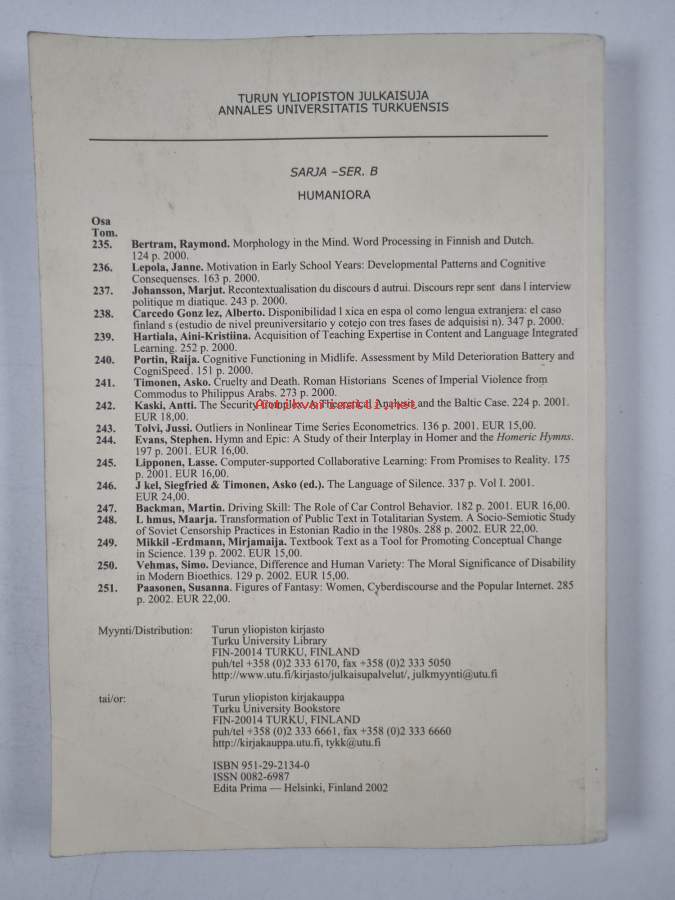 TURUN YLIOPISTON JULKAISUJA
ANNALES UNIVERSITATIS TURKUENSIS
SARJA –SER. B
HUMANIORA
Osa
Tom.
235. Bertram, Raymond. Morphology in the Mind. Word Processing in Finnish and Dutch.
124 p. 2000.
236. Lepola, Janne. Motivation in Early School Years: Developmental Patterns and Cognitive
Consequenses. 163 p. 2000.
237. Johansson, Marjut. Recontextualisation du discours d autrui. Discours repr sent dans l interview
politique m diatique. 243 p. 2000.
238. Carcedo Gonz lez, Alberto. Disponibilidad l xica en espa ol como lengua extranjera: el caso
finland s (estudio de nivel preuniversitario y cotejo con tres fases de adquisisi n). 347 p. 2000.
239. Hartiala, Aini-Kristiina. Acquisition of Teaching Expertise in Content and Language Integrated
Learning. 252 p. 2000.
240. Portin, Raija. Cognitive Functioning in Midlife. Assessment by Mild Deterioration Battery and
CogniSpeed. 151 p. 2000.
241. Timonen, Asko. Cruelty and Death. Roman Historians Scenes of Imperial Violence from
Commodus to Philippus Arabs. 273 p. 2000.
Antikvariaatti.net
242. Kaski, Antti. The Security Complex: A Theoretical Analysis and the Baltic Case. 224 p. 2001.
EUR 18,00.
243. Tolvi, Jussi. Outliers in Nonlinear Time Series Econometrics. 136 p. 2001. EUR 15,00.
244. Evans, Stephen. Hymn and Epic: A Study of their Interplay in Homer and the Homeric Hymns.
197 p. 2001. EUR 16,00.
245. Lipponen, Lasse. Computer-supported Collaborative Learning: From Promises to Reality. 175
p. 2001. EUR 16,00.
246. J kel, Siegfried & Timonen, Asko (ed.). The Language of Silence. 337 p. Vol I. 2001.
EUR 24,00.
247. Backman, Martin. Driving Skill: The Role of Car Control Behavior. 182 p. 2001. EUR 16,00.
248. L hmus, Maarja. Transformation of Public Text in Totalitarian System. A Socio-Semiotic Study
of Soviet Censorship Practices in Estonian Radio in the 1980s. 288 p. 2002. EUR 22,00.
249. Mikkil -Erdmann, Mirjamaija. Textbook Text as a Tool for Promoting Conceptual Change
in Science. 139 p. 2002. EUR 15,00.
250. Vehmas, Simo. Deviance, Difference and Human Variety: The Moral Significance of Disability
in Modern Bioethics. 129 p. 2002. EUR 15,00.
251. Paasonen, Susanna. Figures of Fantasy: Women, Cyberdiscourse and the Popular Internet. 285
p. 2002. EUR 22,00.
Myynti/Distribution: Turun yliopiston kirjasto
Turku University Library
FIN-20014 TURKU, FINLAND
puh/tel +358 (0)2 333 6170, fax +358 (0)2 333 5050
http://www.utu.fi/kirjasto/julkaisupalvelut/, julkmyynti@utu.fi
tai/or: Turun yliopiston kirjakauppa
Turku University Bookstore
FIN-20014 TURKU, FINLAND
puh/tel +358 (0)2 333 6661, fax +358 (0)2 333 6660
http://kirjakauppa.utu.fi, tykk@utu.fi
ISBN 951-29-2134-0
ISSN 0082-6987
Edita Prima — Helsinki, Finland 2002